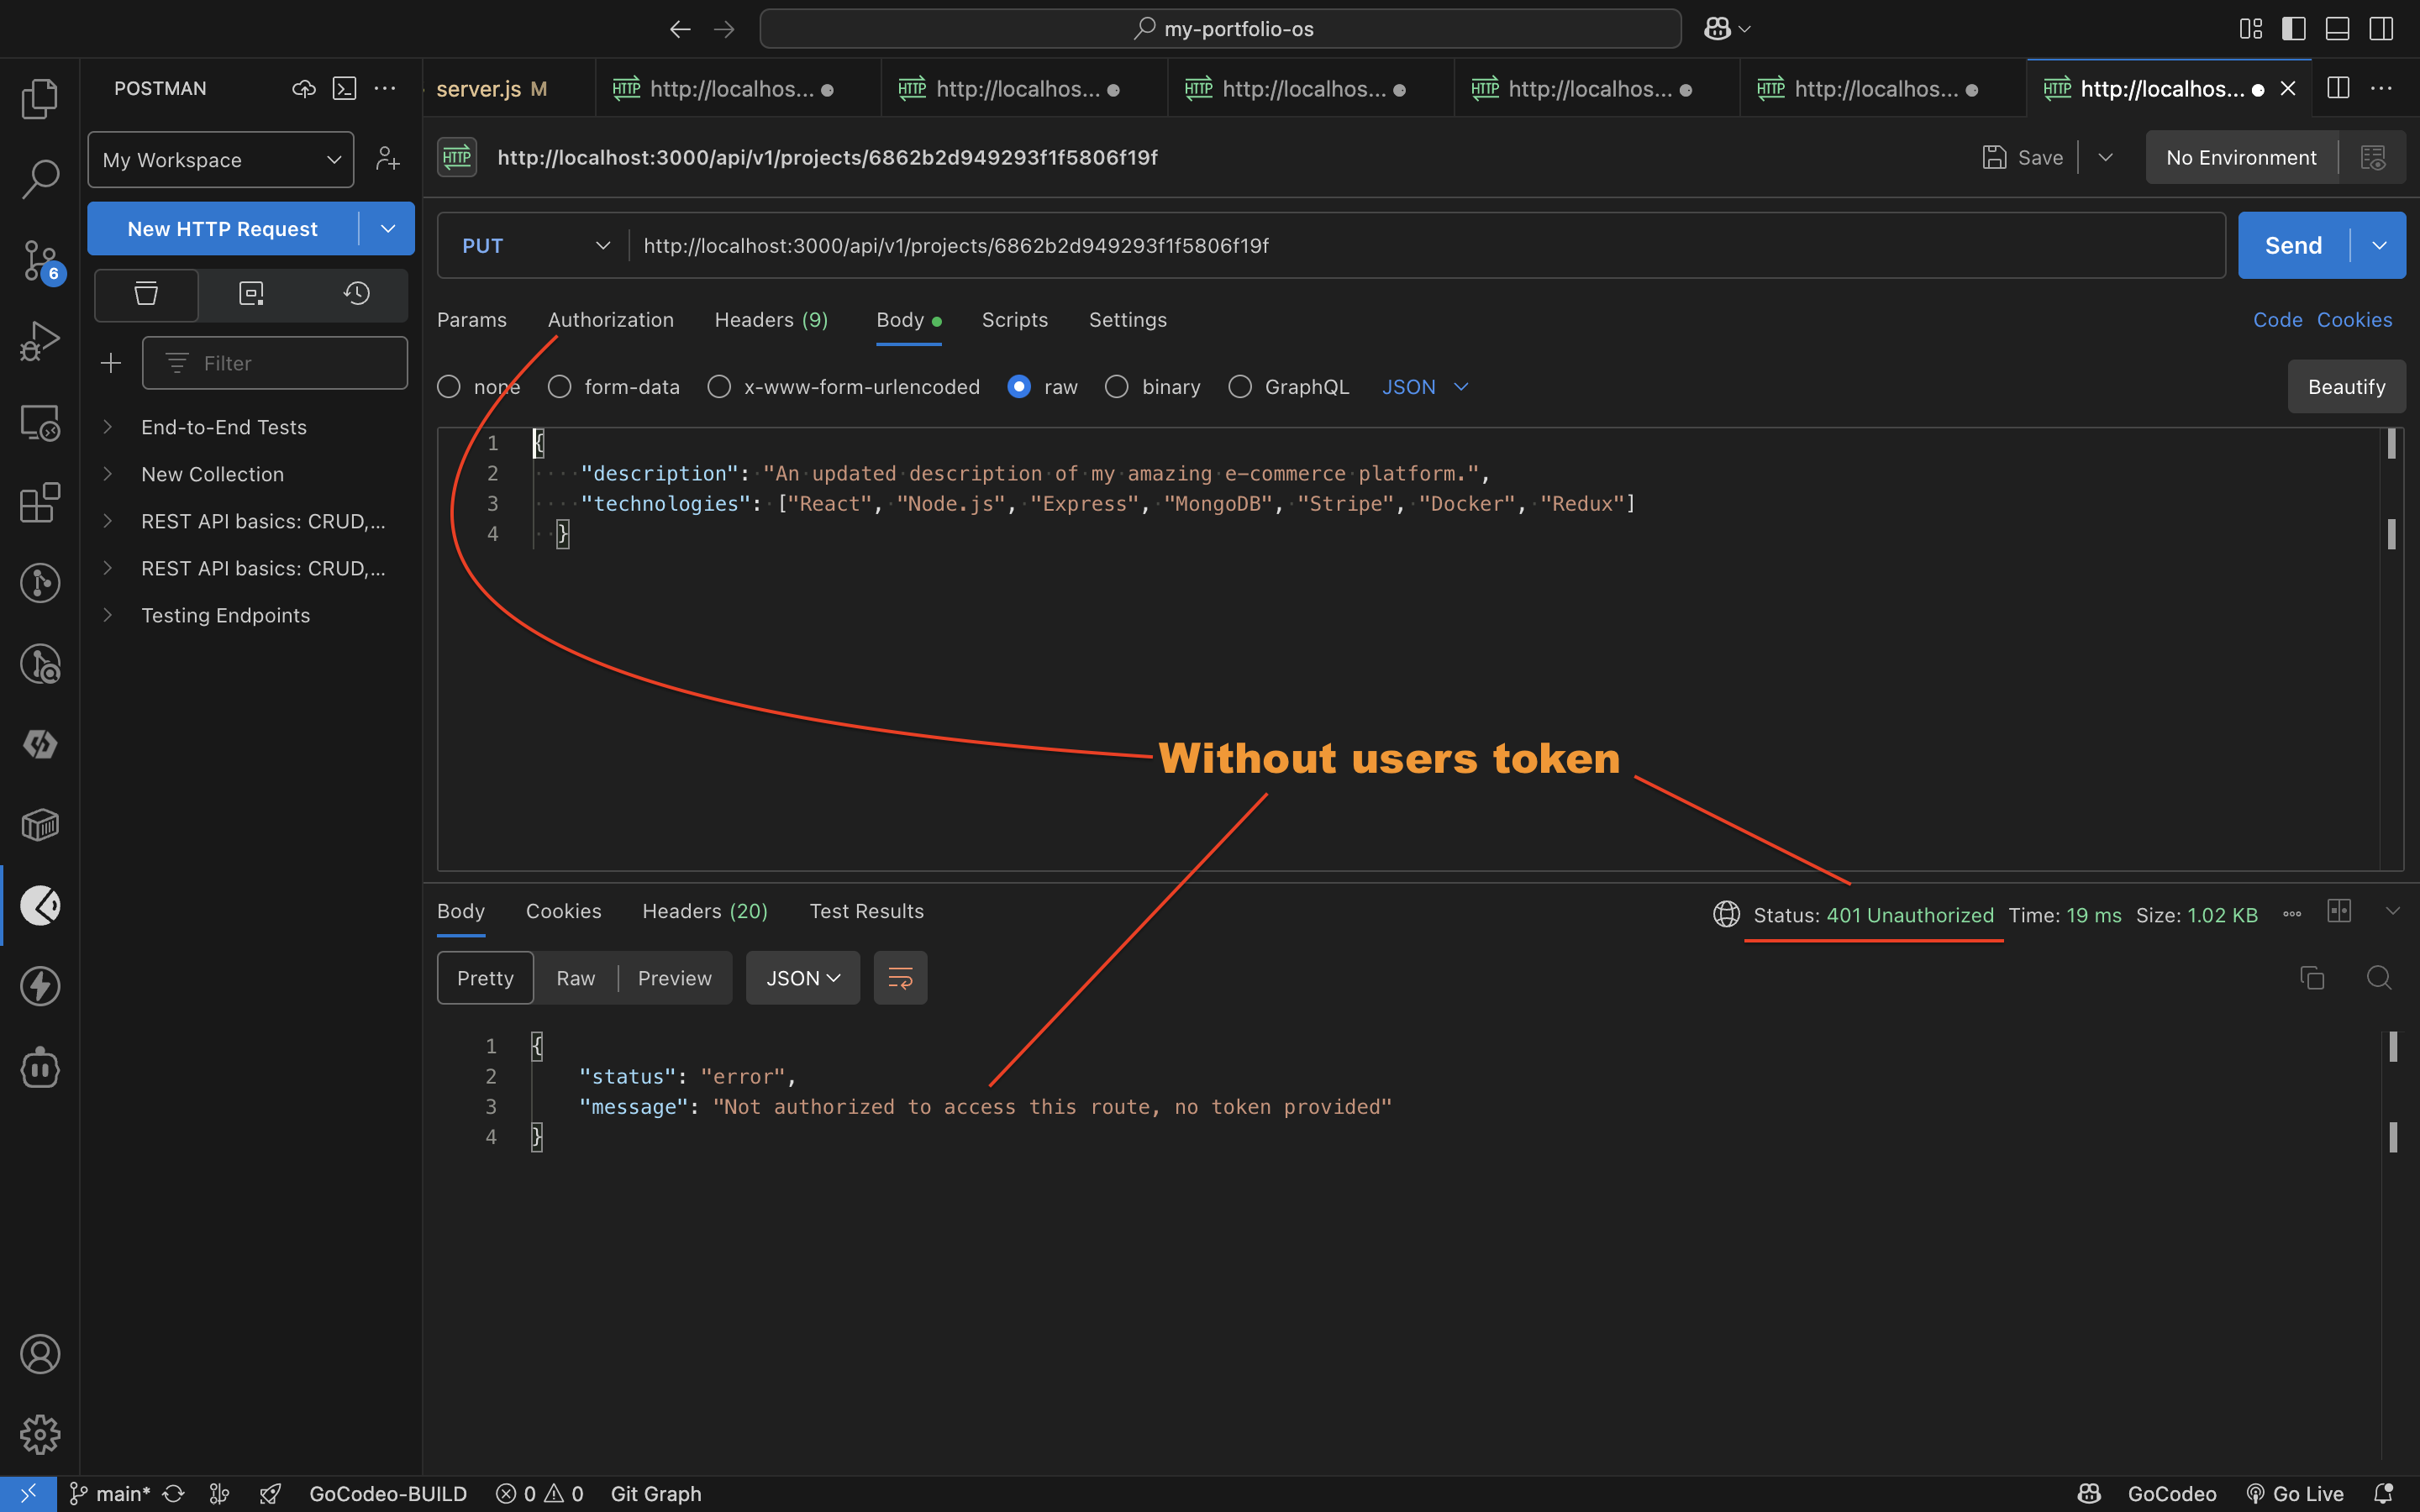 my-portfolio-os
POSTMAN
server.js M
http://localhos...
http://localhos...
http://localhos...
http://localhos...
http://localhos...
http://localhos...
My Workspace
HTTP http://localhost:3000/api/v1/projects/6862b2d949293f1f5806f19f
Save
No Environment
New HTTP Request
PUT
http://localhost:3000/api/v1/projects/6862b2d949293f1f5806f19f
Send
6
Params
Authorization
Headers (9)
Body
Scripts
Settings
Code
Cookies
Filter
none
form-data
x-www-form-urlencoded
raw
binary
GraphQL
JSON
Beautify
End-to-End Tests
New Collection
REST API basics: CRUD,...
REST API basics: CRUD,...
Testing Endpoints
1 {
2 "description": "An updated description of my amazing e-commerce platform.",
3 "technologies": ["React", "Node.js", "Express", "MongoDB", "Stripe", "Docker", "Redux"]
4 }
Without users token
Body
Cookies
Headers (20)
Test Results
Status: 401 Unauthorized Time: 19 ms Size: 1.02 KB
Pretty
Raw
Preview
JSON
1 {
2 "status": "error",
3 "message": "Not authorized to access this route, no token provided"
4 }
main*
GoCodeo-BUILD
0
0
Git Graph
GoCodeo
Go Live